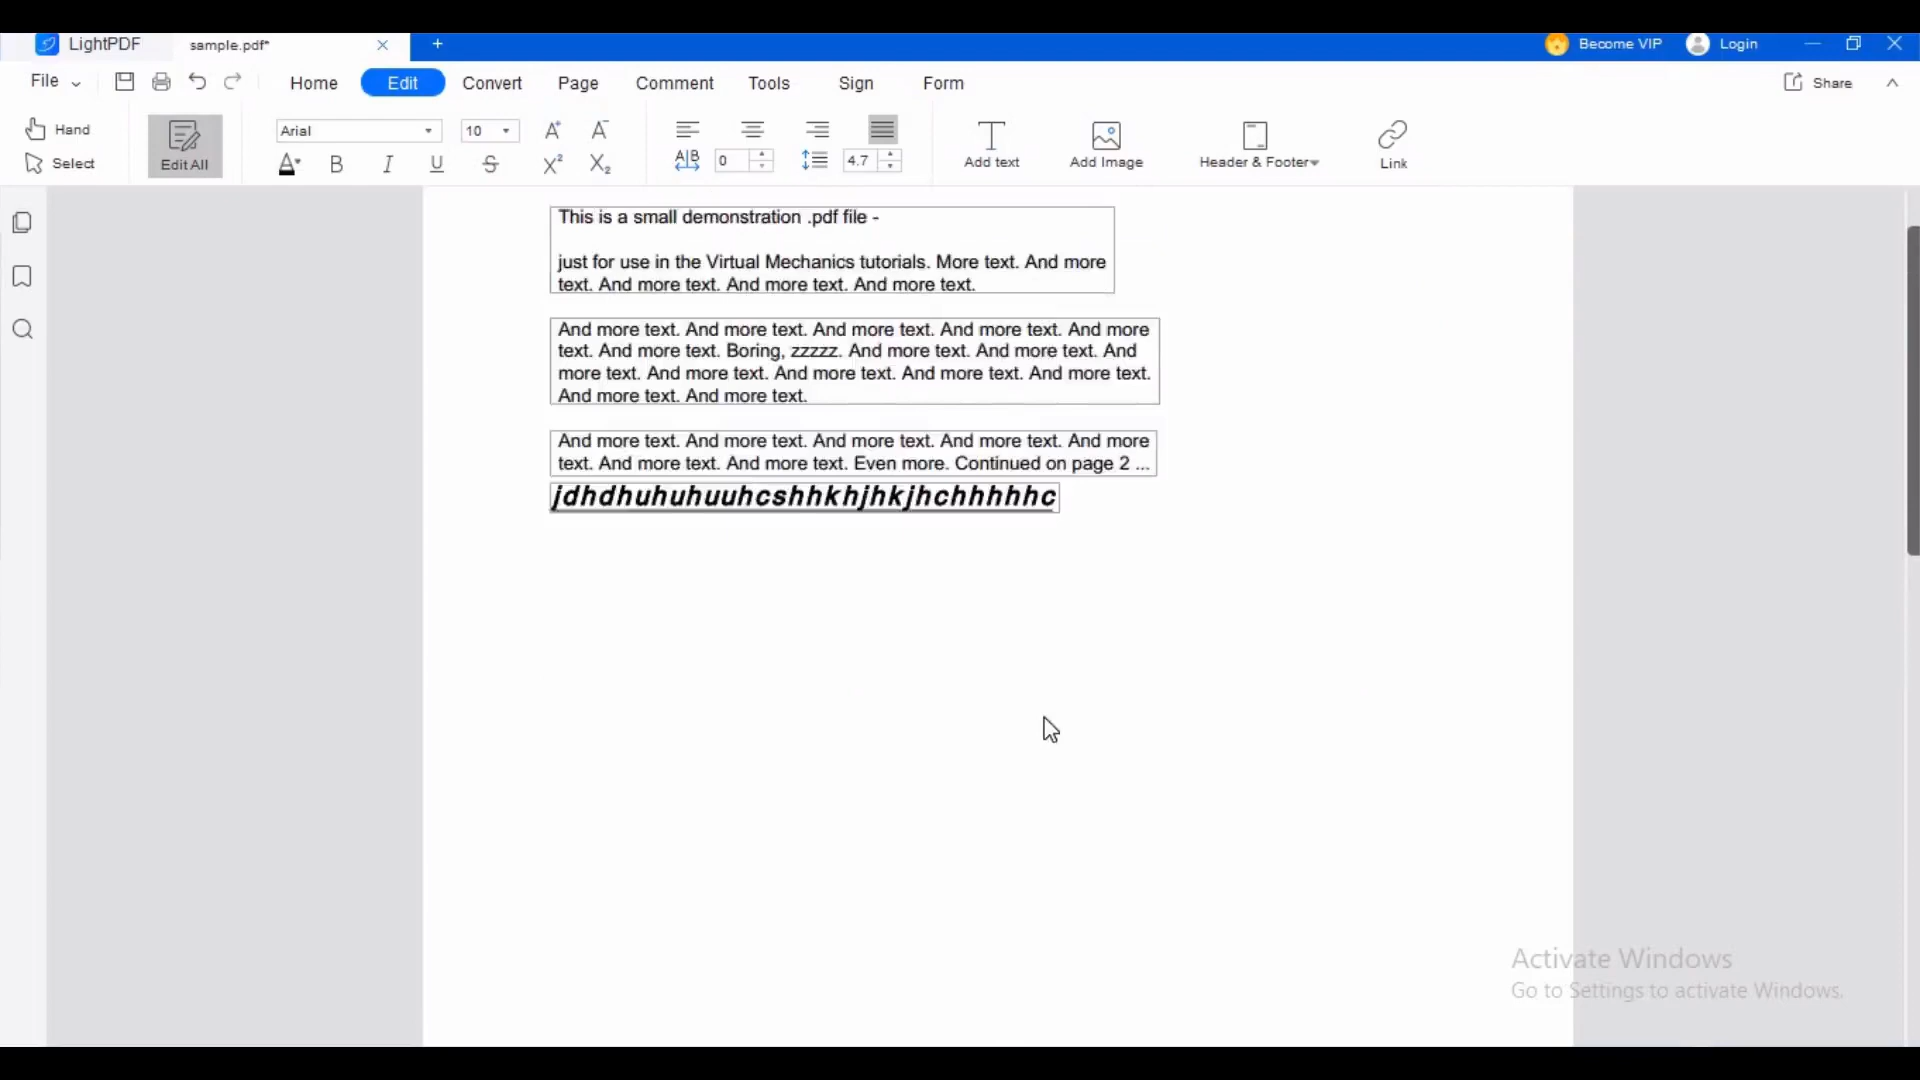 LightPDF sample.pdf* Become VIP Login
File Home Edit Convert Page Comment Tools Sign Form Share
Hand Arial 10
Select Edit All A B I U S X² X₂ A|B 0 4.7 Add text Add Image Header & Footer Link
This is a small demonstration .pdf file -
just for use in the Virtual Mechanics tutorials. More text. And more
text. And more text. And more text. And more text.
And more text. And more text. And more text. And more text. And more
text. And more text. Boring, zzzzz. And more text. And more text. And
more text. And more text. And more text. And more text. And more text.
And more text. And more text.
And more text. And more text. And more text. And more text. And more
text. And more text. And more text. Even more. Continued on page 2 ...
jdhdhuhuhuuhcshhkhjhkjhchhhhhc
Activate Windows
Go to Settings to activate Windows.